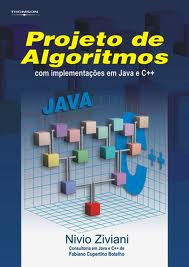 THOMSON
Projeto de
Algoritmos
com implementações em Java e C++
JAVA
C++
Nivio Ziviani
Consultoria em Java e C++ de
Fabiano Cupertino Botelho